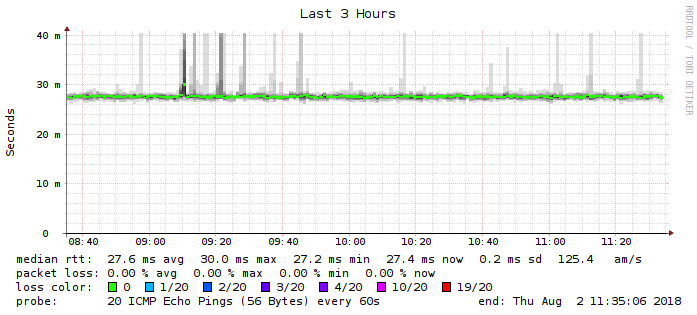 Last 3 Hours
RRDTOOL / TOBI OETIKER
Seconds
40 m
30 m
20 m
10 m
0
08:40 09:00 09:20 09:40 10:00 10:20 10:40 11:00 11:20
median rtt: 27.6 ms avg 30.0 ms max 27.2 ms min 27.4 ms now 0.2 ms sd 125.4 am/s
packet loss: 0.00 % avg 0.00 % max 0.00 % min 0.00 % now
loss color: 0 1/20 2/20 3/20 4/20 10/20 19/20
probe: 20 ICMP Echo Pings (56 Bytes) every 60s end: Thu Aug 2 11:35:06 2018